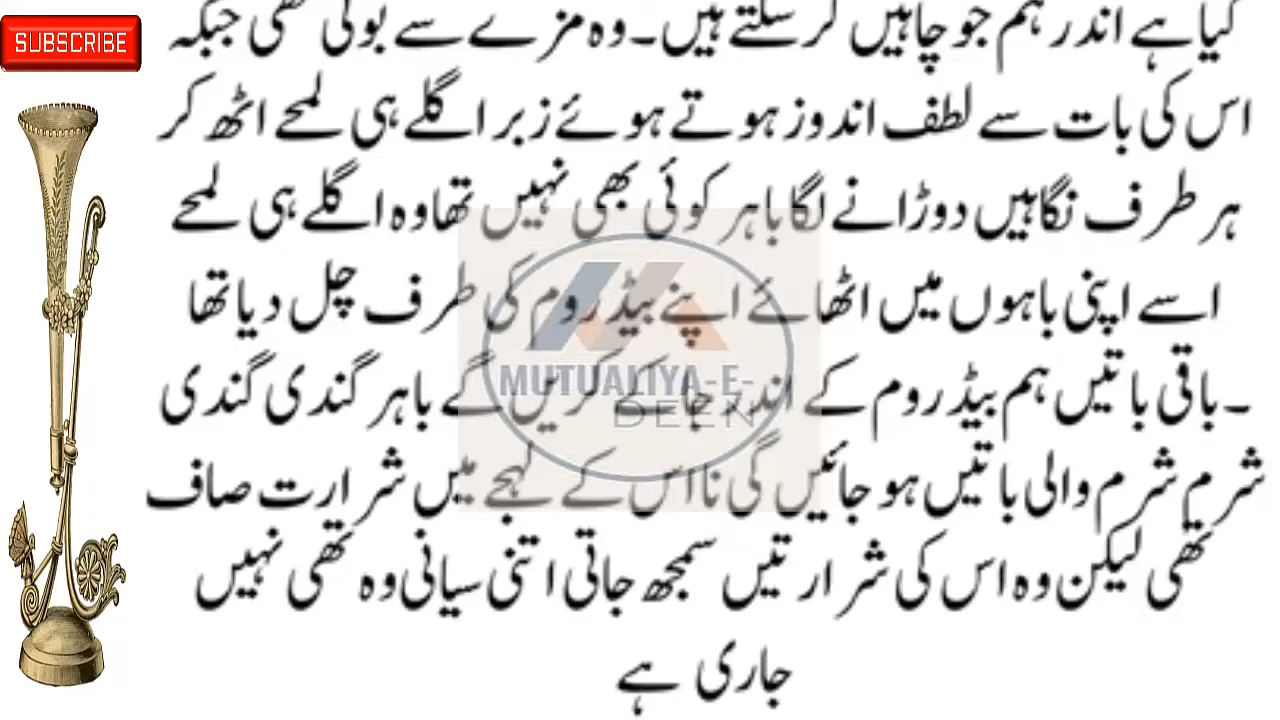 SUBSCRIBE
کیا ہے اندر ہم جو چاہیں کر سکتے ہیں۔ وہ مزے سے بولی تھی جبکہ
اس کی بات سے لطف اندوز ہوتے ہوئے زبر اگلے ہی لمحے اٹھ کر
ہر طرف نگاہیں دوڑانے لگا باہر کوئی بھی نہیں تھا وہ اگلے ہی لمحے
اسے اپنی باہوں میں اٹھائے اپنے بیڈ روم کی طرف چل دیا تھا
۔ باقی باتیں ہم بیڈ روم کے اندر جا کے کریں گے باہر گندی گندی
شرم شرم والی باتیں ہو جائیں گی نا اس کے لہجے میں شرارت صاف
تھی لیکن وہ اس کی شرارتیں سمجھ جاتی اتنی سیانی وہ تھی نہیں
جاری ہے
MUTUALIYA-E-
DEEN